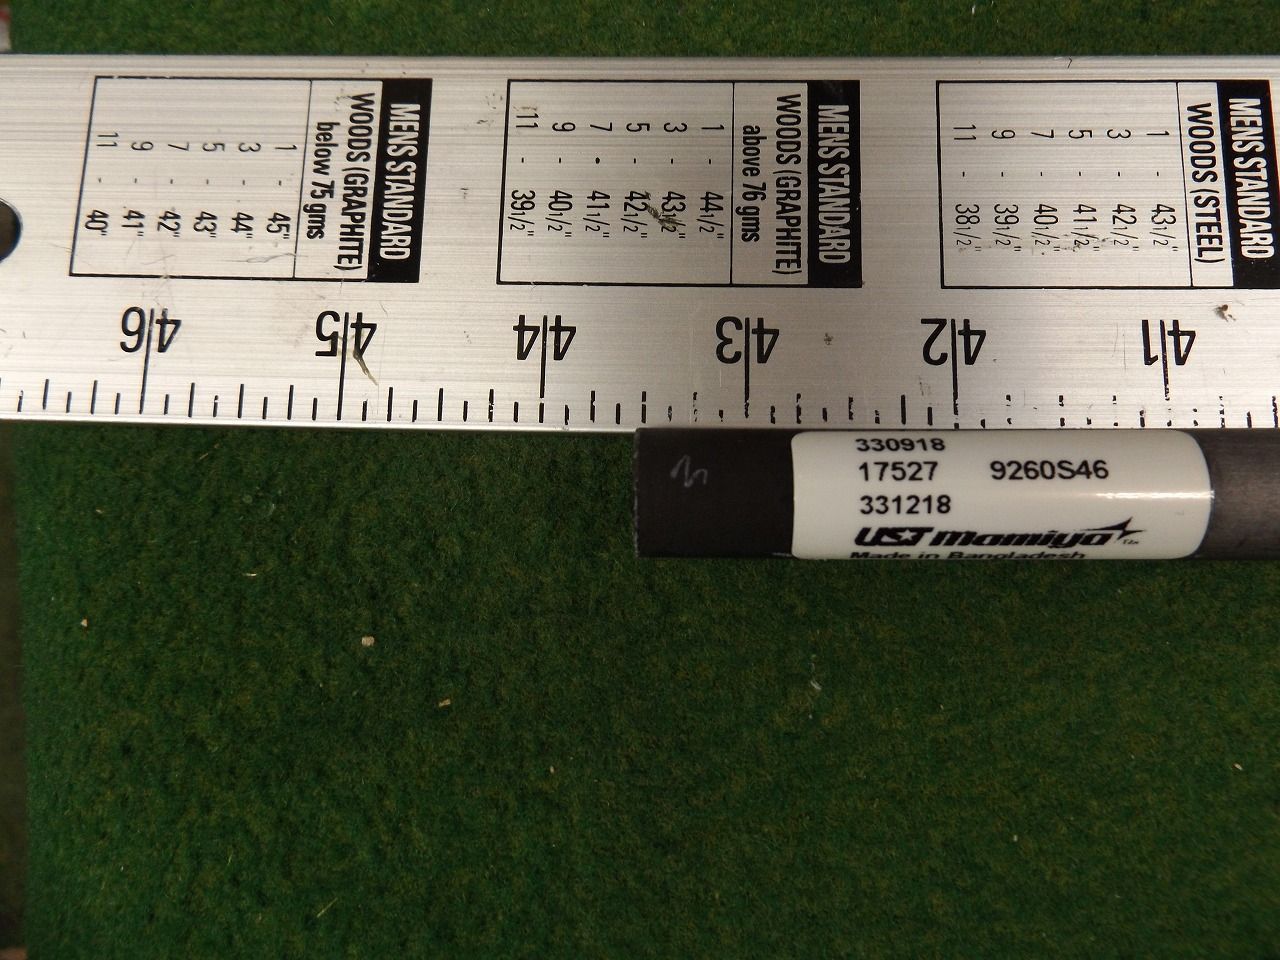 MENS STANDARD
WOODS (GRAPHITE)
below 75 gms
1 - 45"
3 - 44"
5 - 43"
7 - 42"
9 - 41"
11 - 40"
MENS STANDARD
WOODS (GRAPHITE)
above 76 gms
1 - 44 1/2"
3 - 43 1/2"
5 - 42 1/2"
7 - 41 1/2"
9 - 40 1/2"
11 - 39 1/2"
MENS STANDARD
WOODS (STEEL)
1 - 43 1/2"
3 - 42 1/2"
5 - 41 1/2"
7 - 40 1/2"
9 - 39 1/2"
11 - 38 1/2"
46 45 44 43 42 41
330918
17527 9260S46
331218
UST Mamiya
Made in Bangladesh